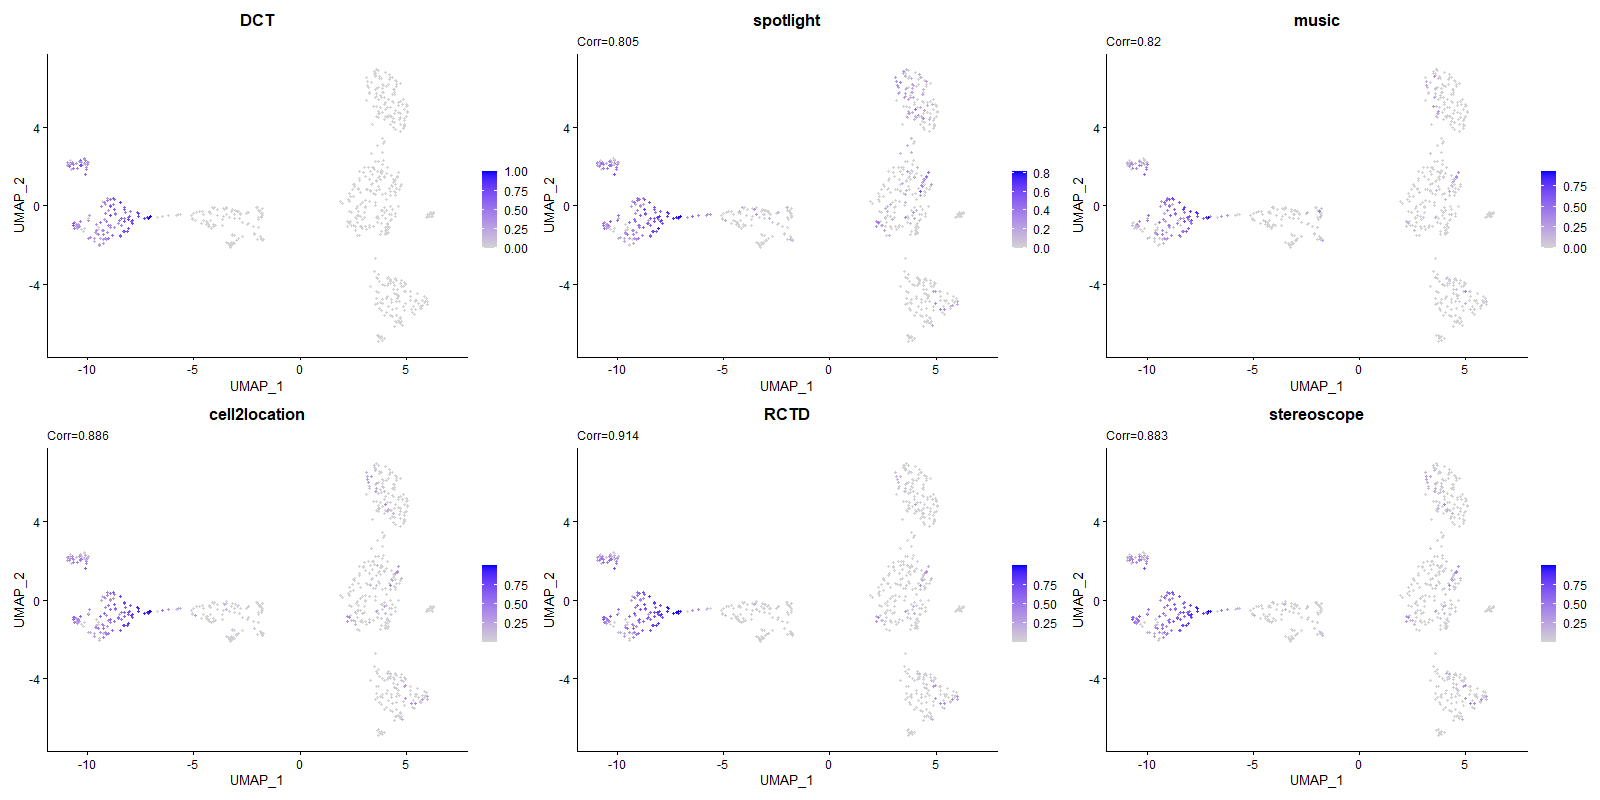 DCT
UMAP_2
4
0
-4
-10
-5
0
5
UMAP_1
1.00
0.75
0.50
0.25
0.00
spotlight
Corr=0.805
UMAP_2
4
0
-4
-10
-5
0
5
UMAP_1
0.8
0.6
0.4
0.2
0.0
music
Corr=0.82
UMAP_2
4
0
-4
-10
-5
0
5
UMAP_1
0.75
0.50
0.25
0.00
cell2location
Corr=0.886
UMAP_2
4
0
-4
-10
-5
0
5
UMAP_1
0.75
0.50
0.25
RCTD
Corr=0.914
UMAP_2
4
0
-4
-10
-5
0
5
UMAP_1
0.75
0.50
0.25
stereoscope
Corr=0.883
UMAP_2
4
0
-4
-10
-5
0
5
UMAP_1
0.75
0.50
0.25